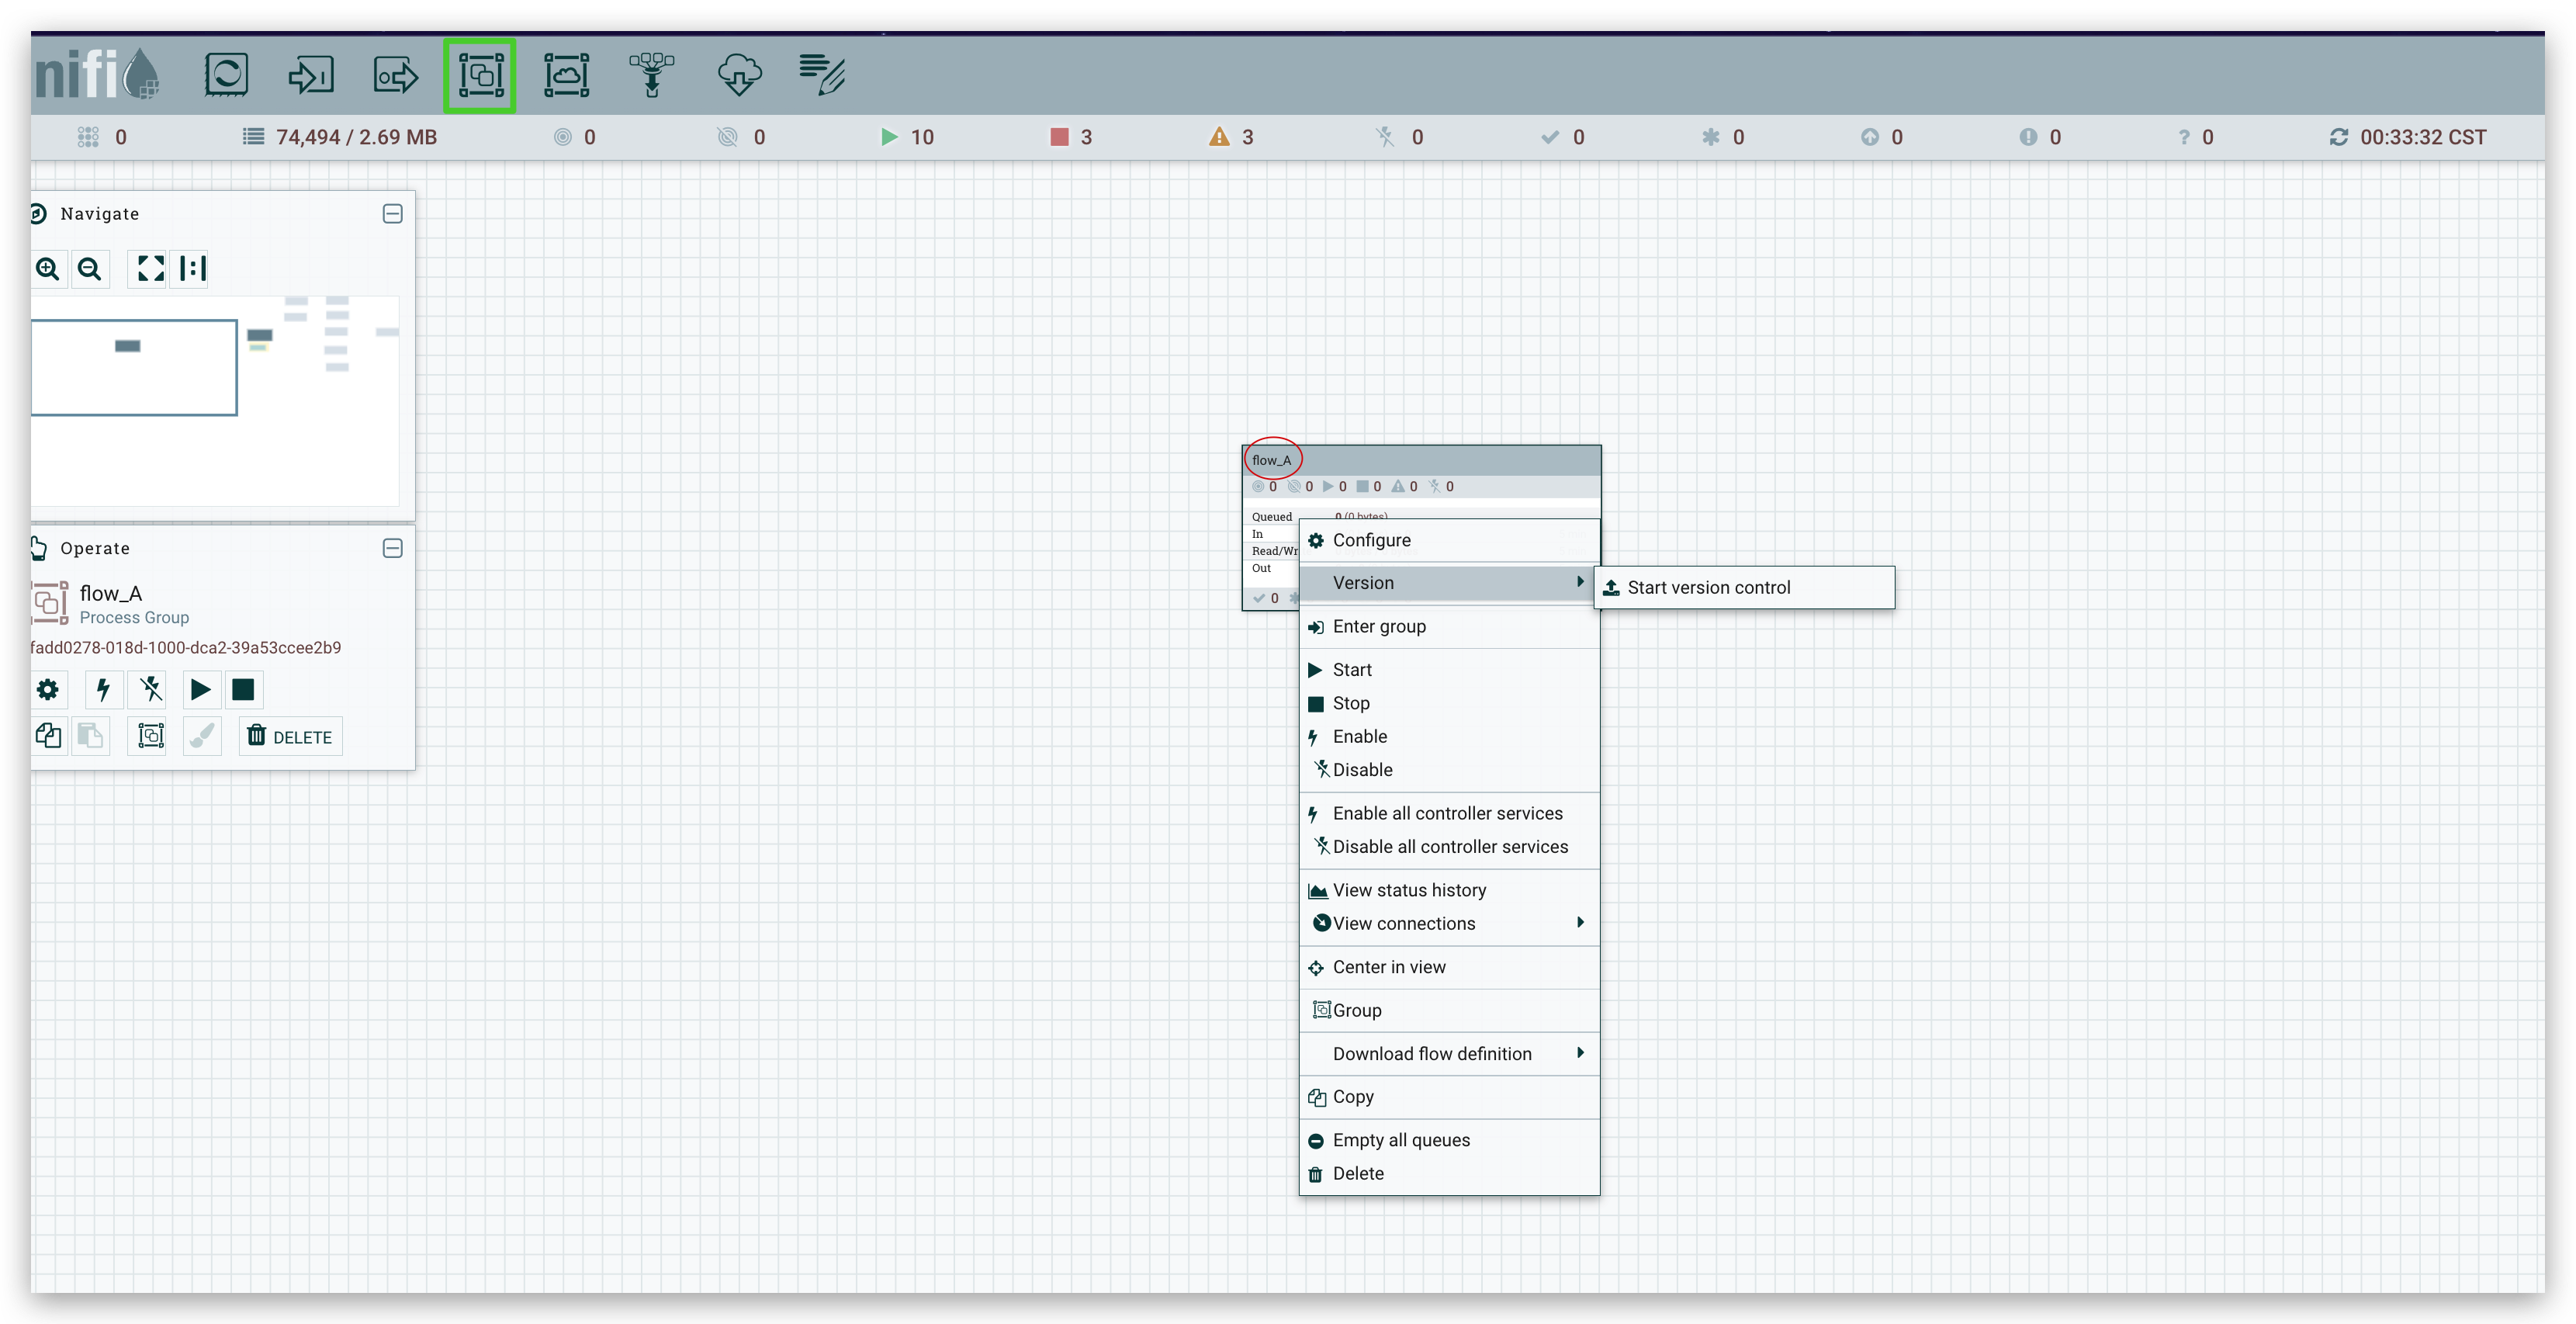 nifi
0 74,494 / 2.69 MB 0 0 10 3 3 0 0 0 0 0 ? 0 00:33:32 CST
Navigate
Operate
flow_A
Process Group
fadd0278-018d-1000-dca2-39a53ccee2b9
DELETE
flow_A
0 0 0 0 0 0
Queued 0 (0 bytes)
In
Read/Wr
Out
0
Configure
Version
Start version control
Enter group
Start
Stop
Enable
Disable
Enable all controller services
Disable all controller services
View status history
View connections
Center in view
Group
Download flow definition
Copy
Empty all queues
Delete